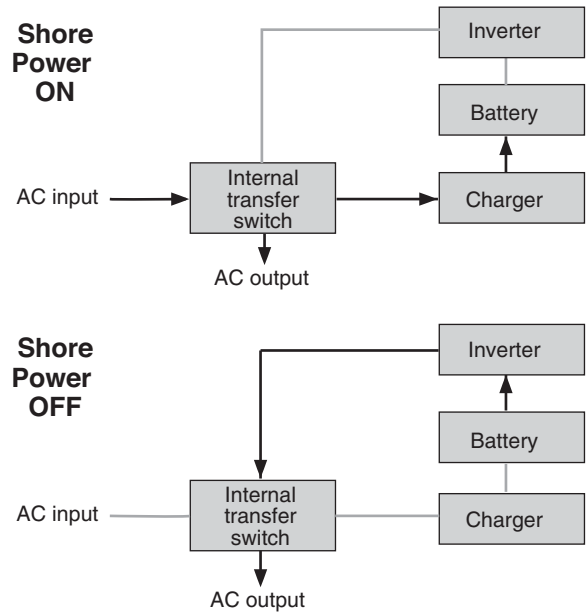 Shore
Power
ON
Inverter
Battery
AC input
Internal
transfer
switch
Charger
AC output
Shore
Power
OFF
Inverter
Battery
AC input
Internal
transfer
switch
Charger
AC output